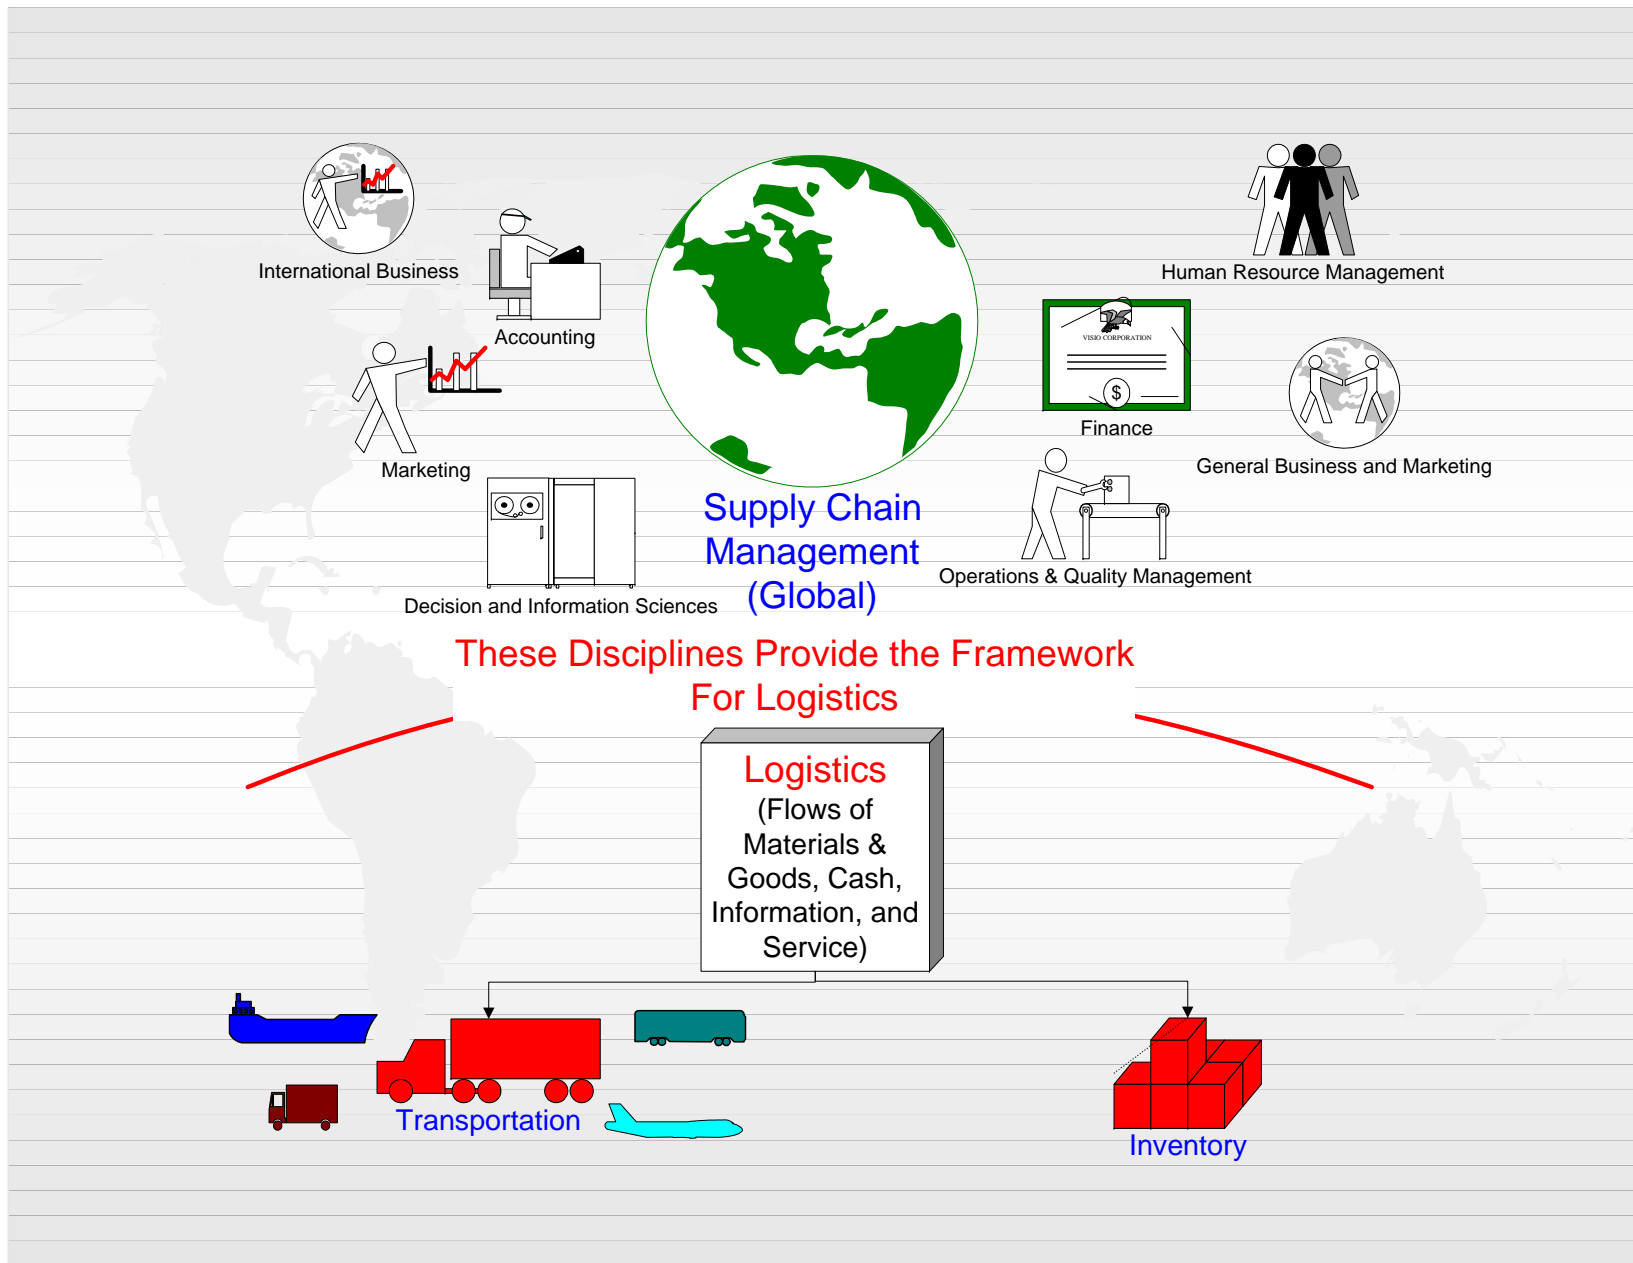 International Business
Human Resource Management
Accounting
VISIO CORPORATION
$
Finance
Marketing
General Business and Marketing
Supply Chain
Management
(Global)
Operations & Quality Management
Decision and Information Sciences
These Disciplines Provide the Framework
For Logistics
Logistics
(Flows of
Materials &
Goods, Cash,
Information, and
Service)
Transportation
Inventory